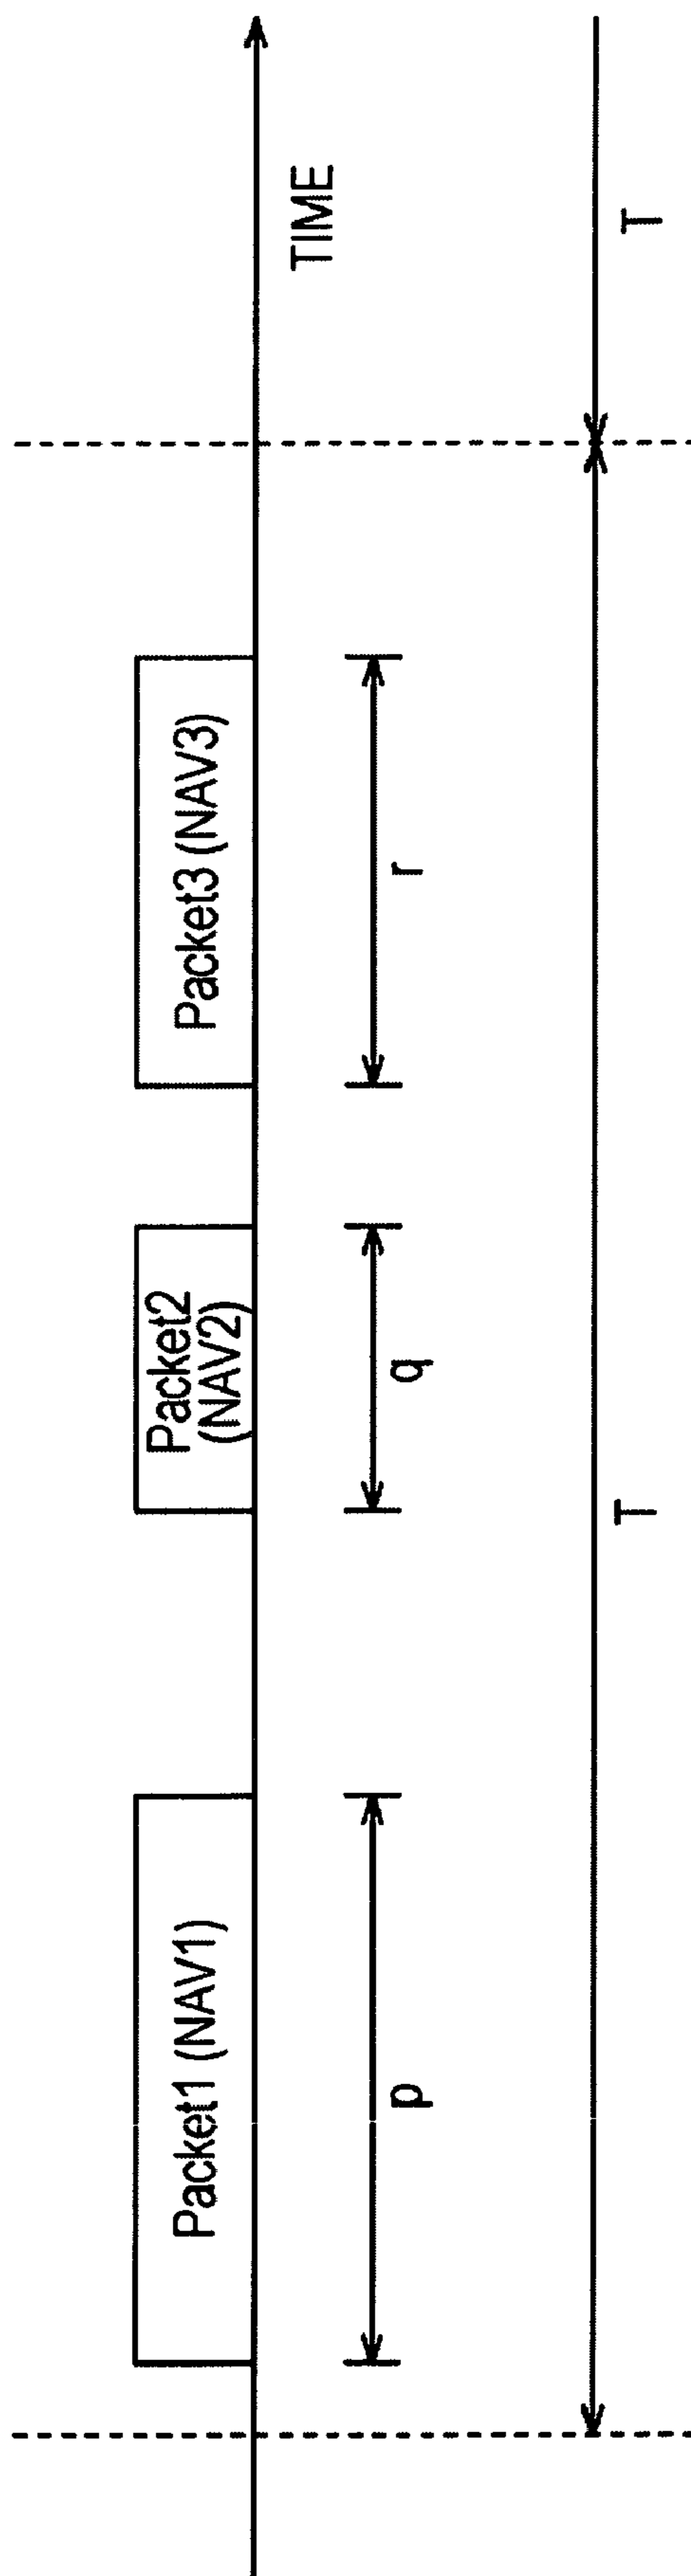 Packet1 (NAV1)
Packet2
(NAV2)
Packet3 (NAV3)
TIME
p
q
r
T
T